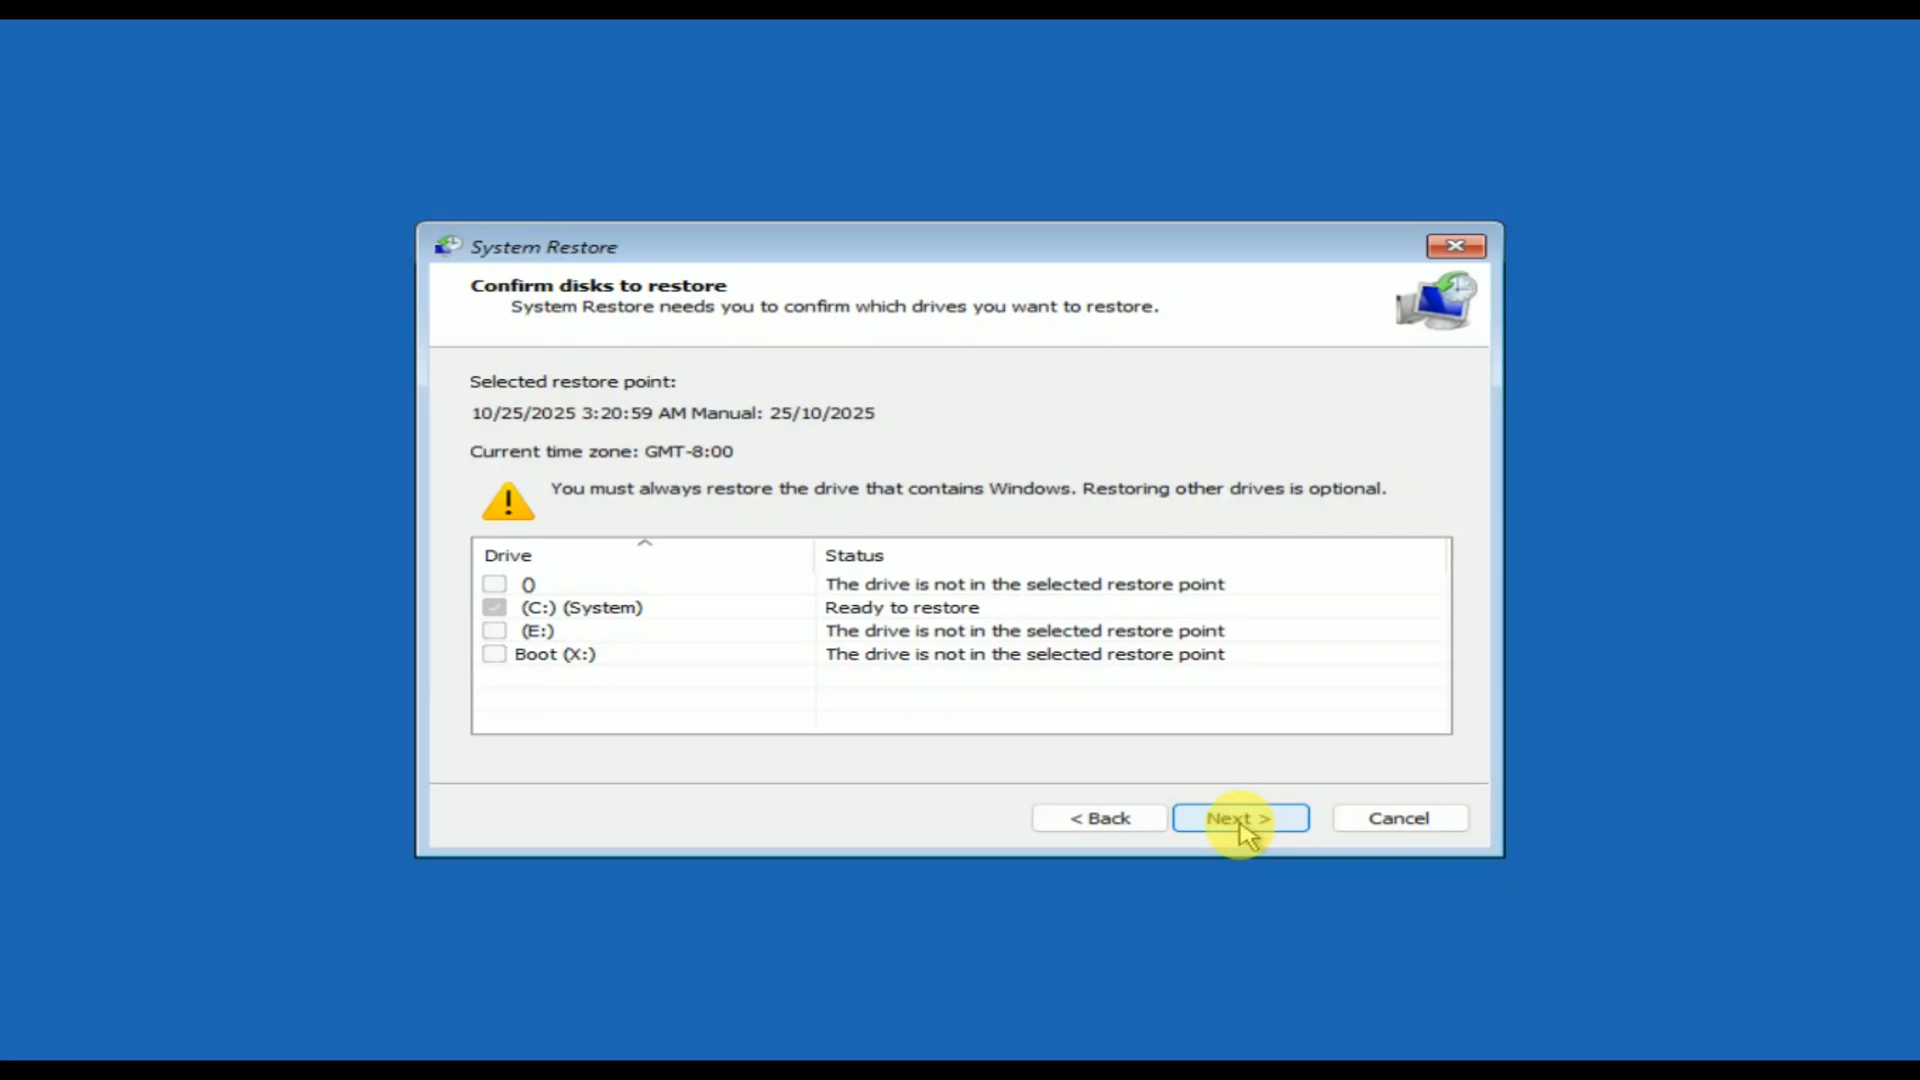 System Restore
Confirm disks to restore
System Restore needs you to confirm which drives you want to restore.
Selected restore point:
10/25/2025 3:20:59 AM Manual: 25/10/2025
Current time zone: GMT-8:00
You must always restore the drive that contains Windows. Restoring other drives is optional.
Drive Status
() The drive is not in the selected restore point
(C:) (System) Ready to restore
(E:) The drive is not in the selected restore point
Boot (X:) The drive is not in the selected restore point
< Back Next > Cancel